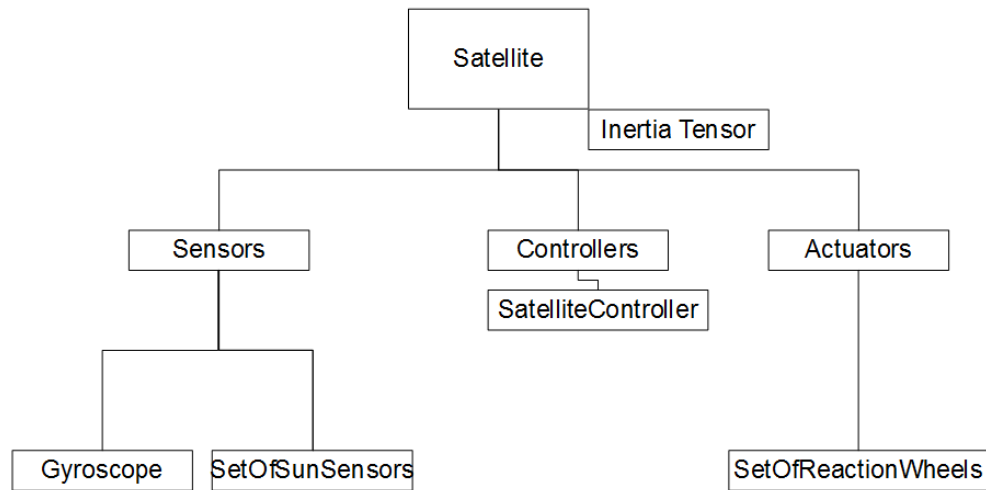 Satellite
Inertia Tensor
Sensors
Controllers
Actuators
SatelliteController
Gyroscope
SetOfSunSensors
SetOfReactionWheels